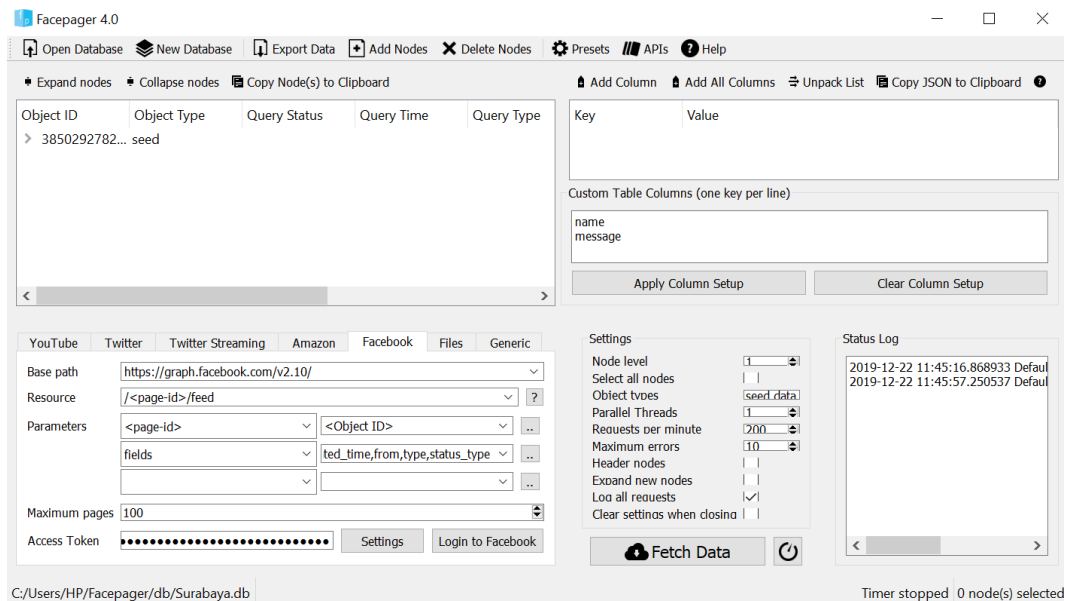 Facepager 4.0
Open Database New Database Export Data Add Nodes Delete Nodes Presets APIs Help
Expand nodes Collapse nodes Copy Node(s) to Clipboard
Add Column Add All Columns Unpack List Copy JSON to Clipboard
Object ID Object Type Query Status Query Time Query Type
3850292782... seed
Key Value
Custom Table Columns (one key per line)
name
message
Apply Column Setup Clear Column Setup
YouTube Twitter Twitter Streaming Amazon Facebook Files Generic
Base path https://graph.facebook.com/v2.10/
Resource /<page-id>/feed ?
Parameters <page-id> <Object ID> ..
fields ted_time,from,type,status_type ..
..
Maximum pages 100
Access Token Settings Login to Facebook
Settings
Node level 1
Select all nodes
Object types seed,data
Parallel Threads 1
Requests per minute 200
Maximum errors 10
Header nodes
Expand new nodes
Log all requests
Clear settings when closing
Fetch Data
Status Log
2019-12-22 11:45:16.868933 Defaul
2019-12-22 11:45:57.250537 Defaul
C:/Users/HP/Facepager/db/Surabaya.db
Timer stopped 0 node(s) selected